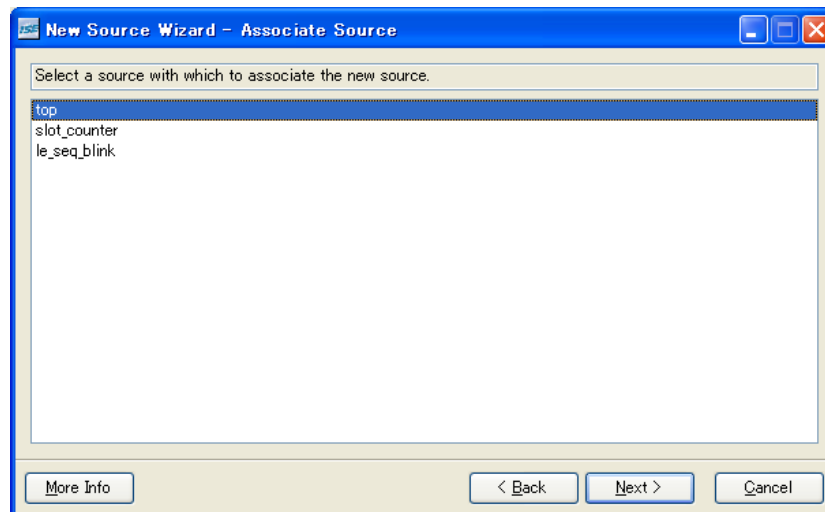 ISE New Source Wizard - Associate Source
Select a source with which to associate the new source.
top
slot_counter
le_seq_blink
More Info
< Back
Next >
Cancel